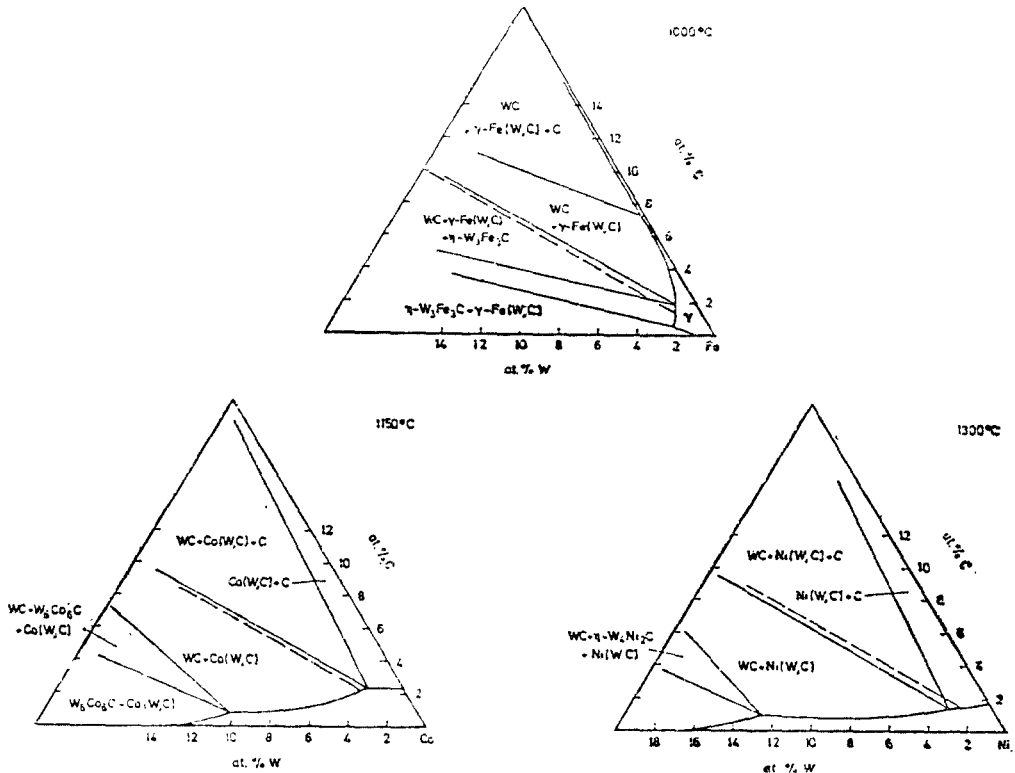 1000°C
WC
+ γ-Fe(W,C) + C
14
12
10
8
6
4
2
at. % C
WC
+ γ-Fe(W,C)
WC + γ-Fe(W,C)
+ η-W₃Fe₃C
η-W₃Fe₃C + γ-Fe(W,C)
γ
14 12 10 8 6 4 2 Fe
at. % W
1150°C
12
10
8
6
4
2
at. % C
WC + Co(W,C) + C
Co(W,C) + C
WC + W₆Co₆C
+ Co(W,C)
WC + Co(W,C)
W₆Co₆C - Co(W,C)
14 12 10 8 6 4 2 Co
at. % W
1300°C
12
10
8
6
4
2
at. % C
WC + Ni(W,C) + C
Ni(W,C) + C
WC + η-W₄Ni₂C
+ Ni(W,C)
WC + Ni(W,C)
18 16 14 12 10 8 6 4 2 Ni
at. % W